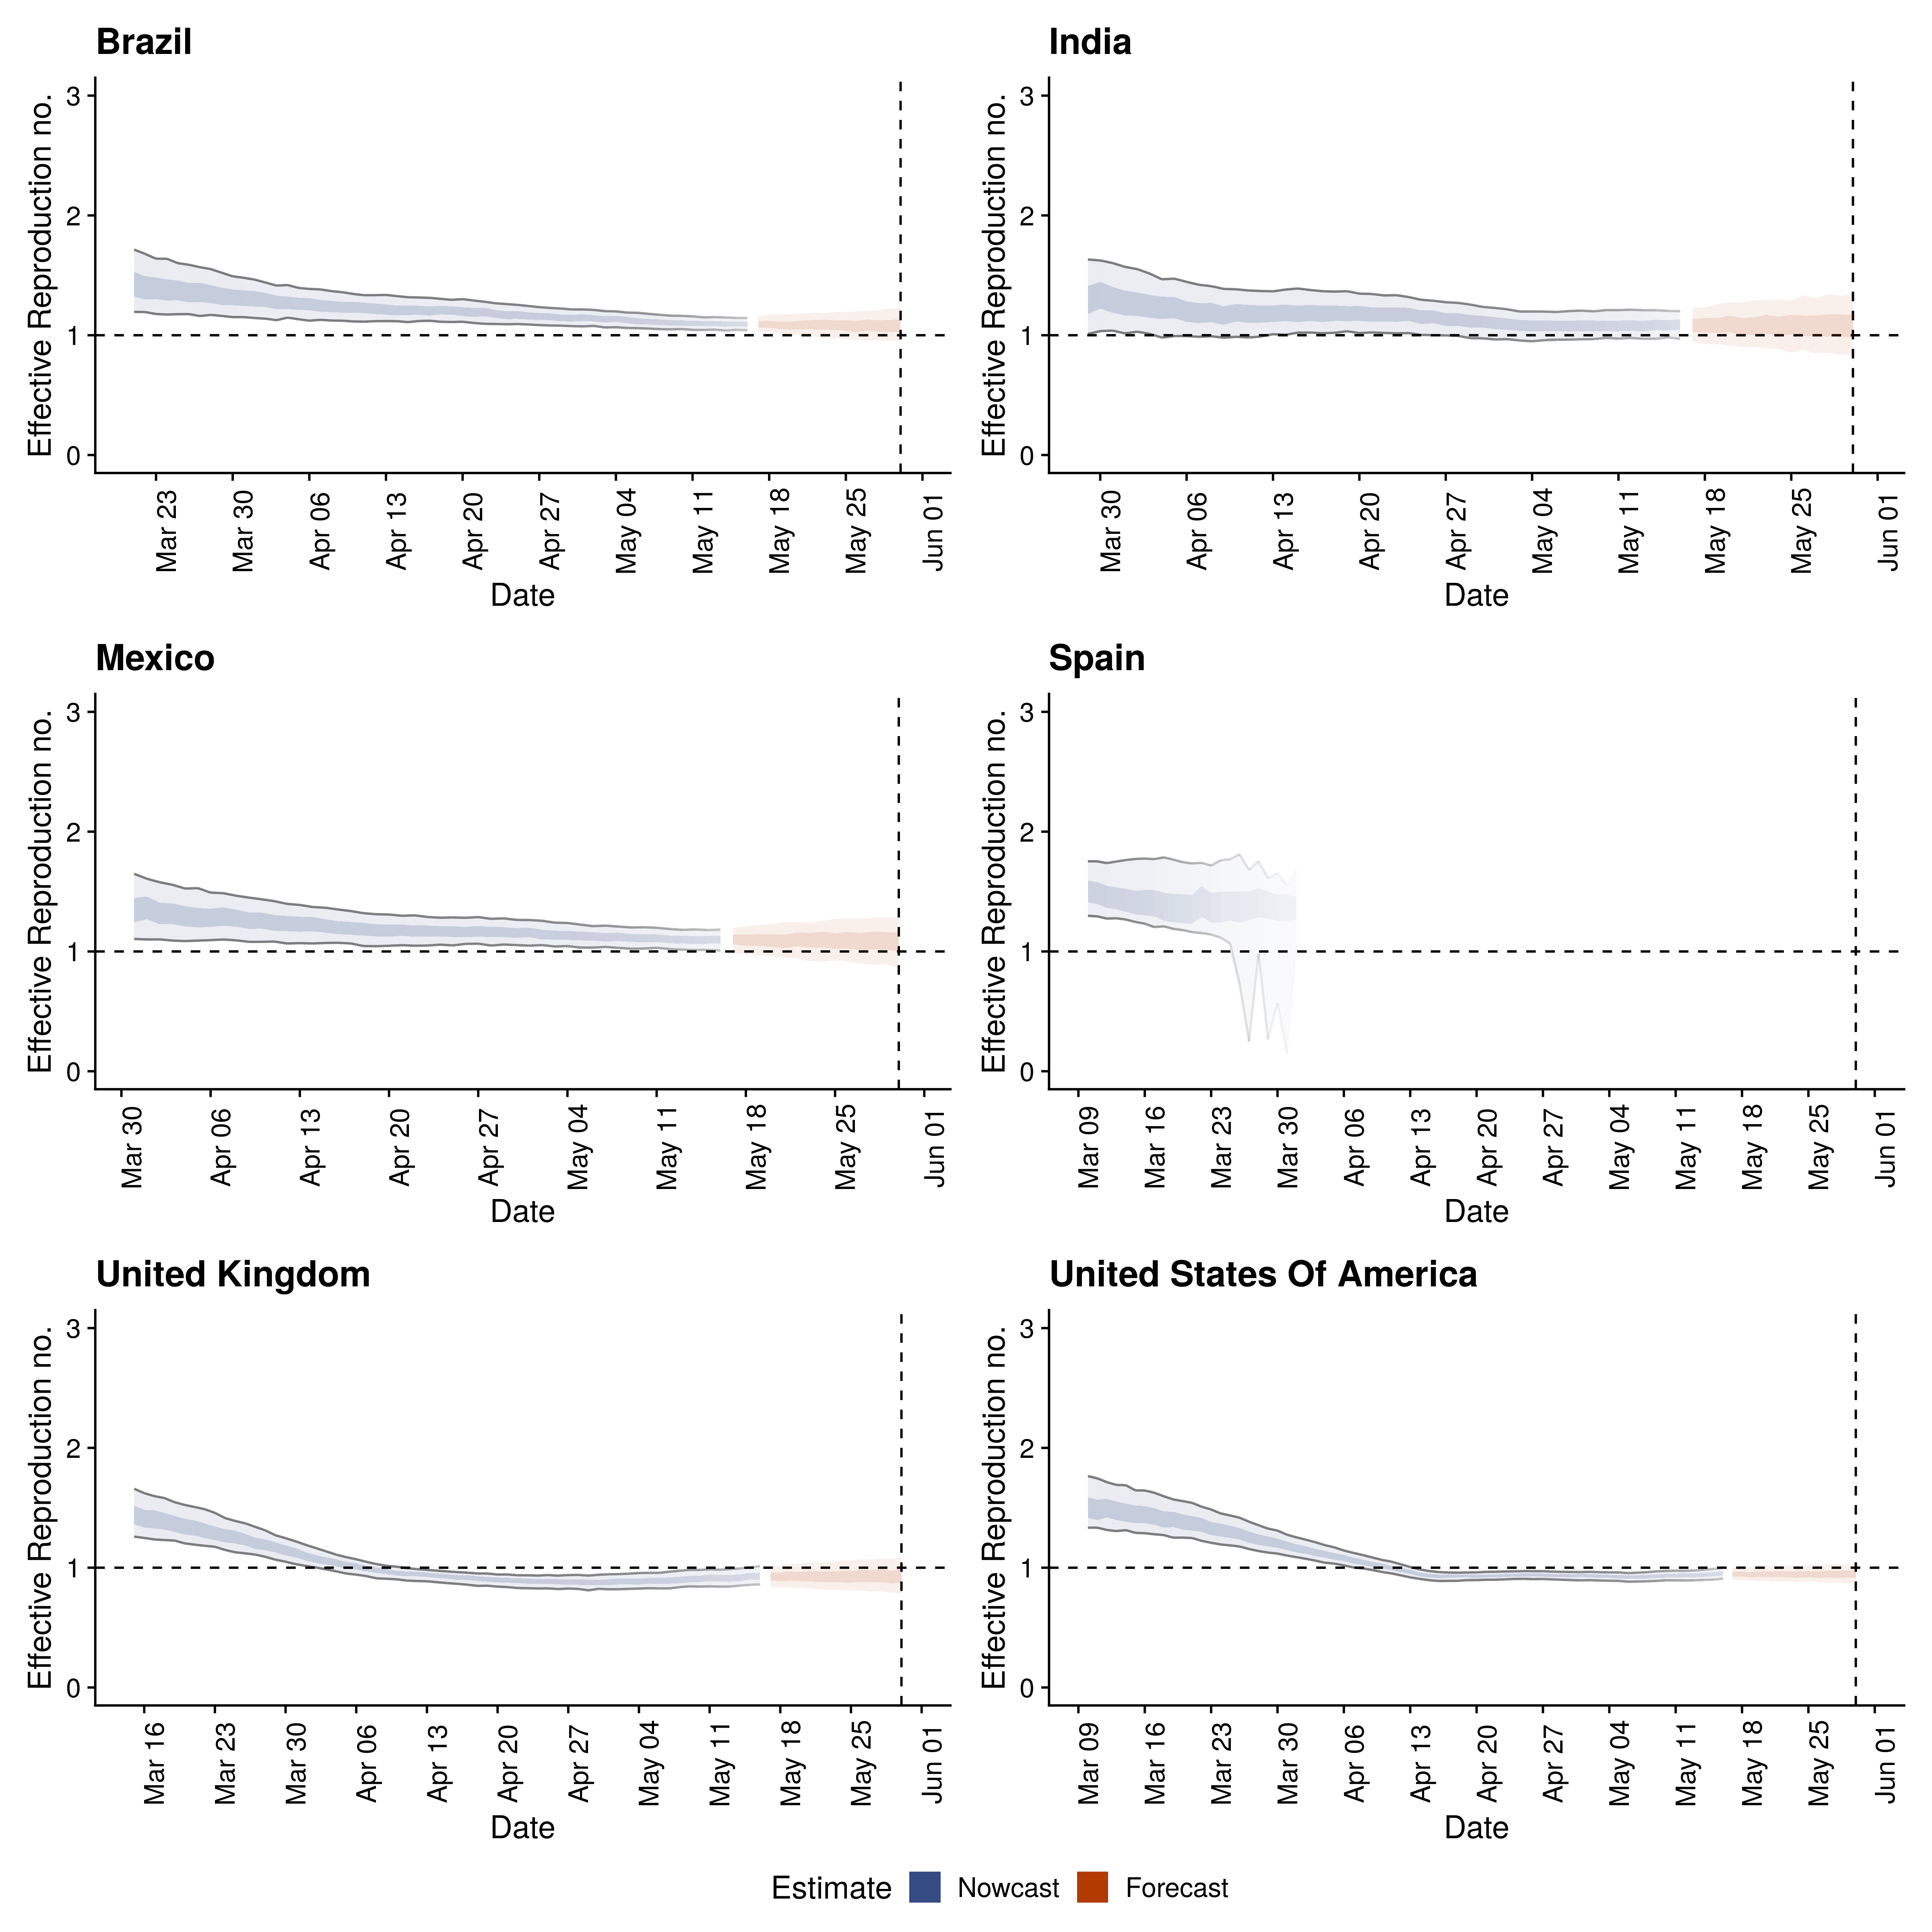 Brazil
Effective Reproduction no.
3
2
1
0
Mar 23
Mar 30
Apr 06
Apr 13
Apr 20
Apr 27
May 04
May 11
May 18
May 25
Jun 01
Date
India
Effective Reproduction no.
3
2
1
0
Mar 30
Apr 06
Apr 13
Apr 20
Apr 27
May 04
May 11
May 18
May 25
Jun 01
Date
Mexico
Effective Reproduction no.
3
2
1
0
Mar 30
Apr 06
Apr 13
Apr 20
Apr 27
May 04
May 11
May 18
May 25
Jun 01
Date
Spain
Effective Reproduction no.
3
2
1
0
Mar 09
Mar 16
Mar 23
Mar 30
Apr 06
Apr 13
Apr 20
Apr 27
May 04
May 11
May 18
May 25
Jun 01
Date
United Kingdom
Effective Reproduction no.
3
2
1
0
Mar 16
Mar 23
Mar 30
Apr 06
Apr 13
Apr 20
Apr 27
May 04
May 11
May 18
May 25
Jun 01
Date
United States Of America
Effective Reproduction no.
3
2
1
0
Mar 09
Mar 16
Mar 23
Mar 30
Apr 06
Apr 13
Apr 20
Apr 27
May 04
May 11
May 18
May 25
Jun 01
Date
Estimate Nowcast Forecast